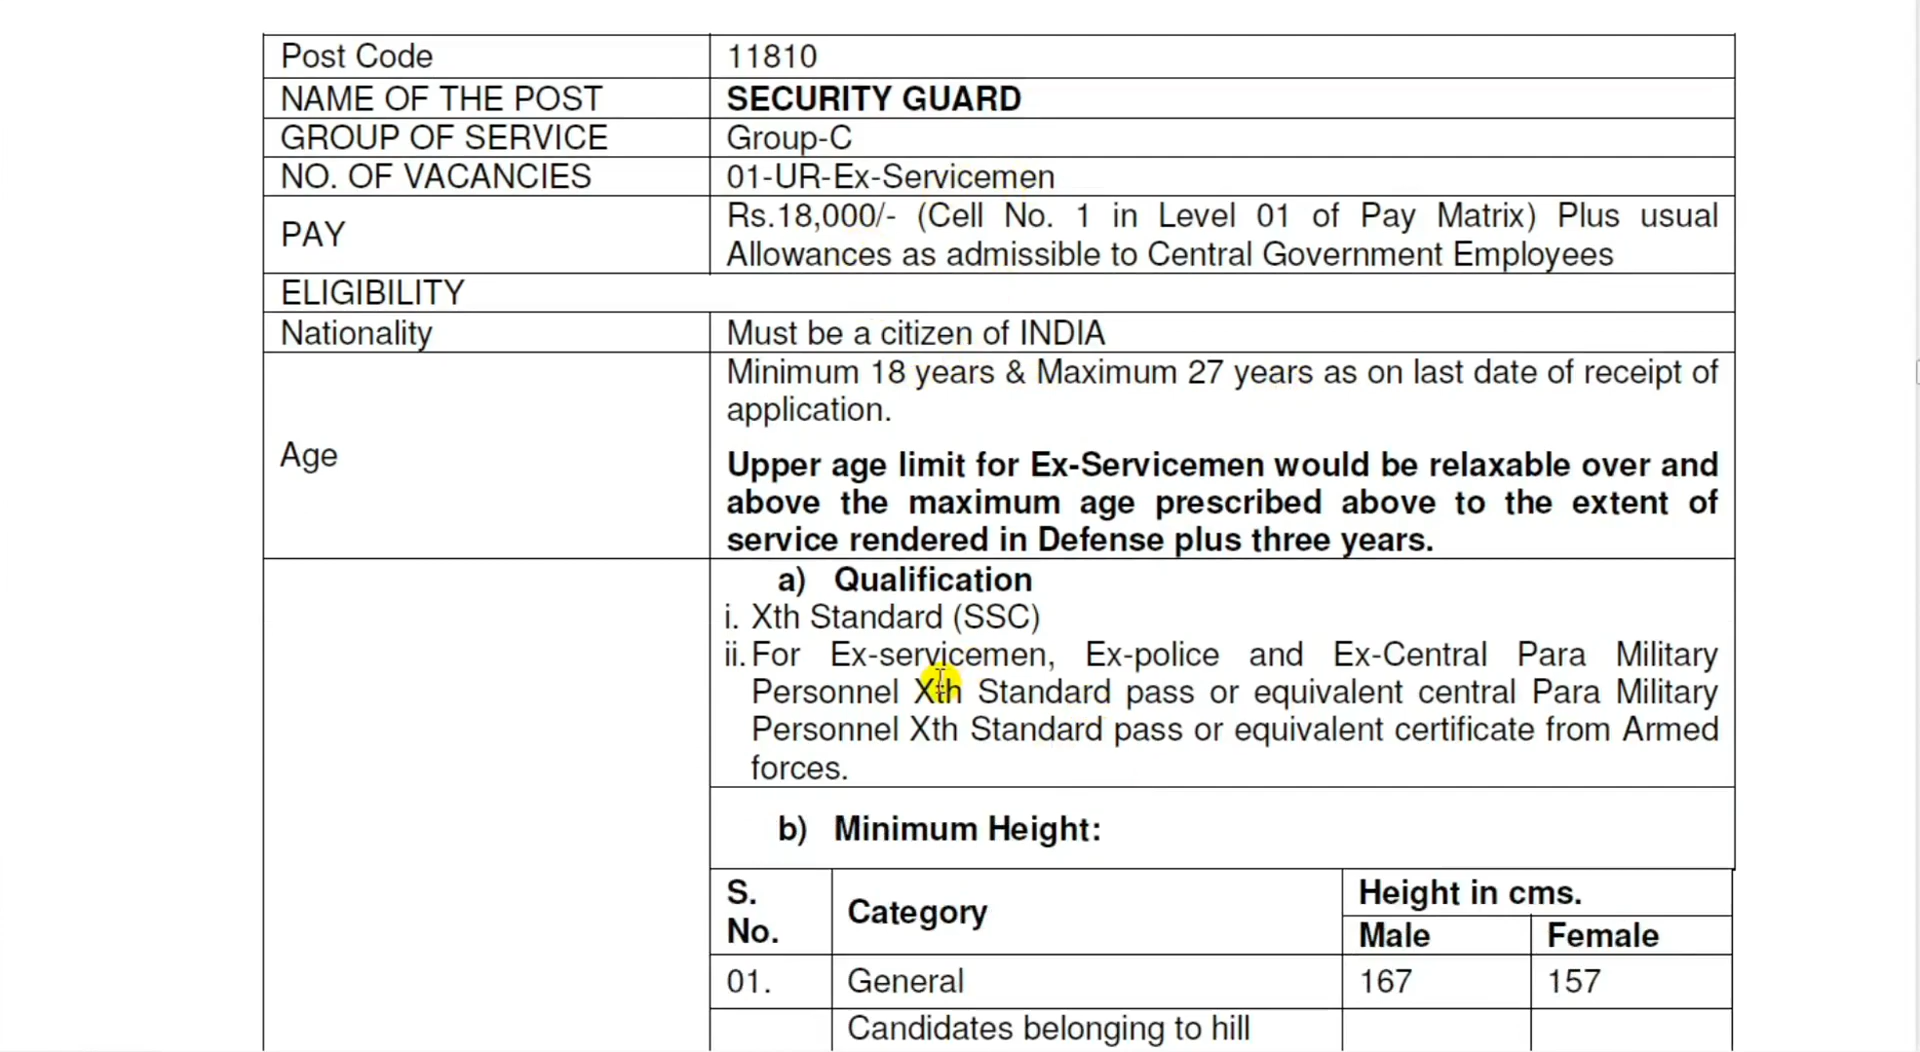 Post Code 11810
NAME OF THE POST SECURITY GUARD
GROUP OF SERVICE Group-C
NO. OF VACANCIES 01-UR-Ex-Servicemen
PAY Rs.18,000/- (Cell No. 1 in Level 01 of Pay Matrix) Plus usual
Allowances as admissible to Central Government Employees
ELIGIBILITY
Nationality Must be a citizen of INDIA
Age Minimum 18 years & Maximum 27 years as on last date of receipt of
application.
Upper age limit for Ex-Servicemen would be relaxable over and
above the maximum age prescribed above to the extent of
service rendered in Defense plus three years.
a) Qualification
i. Xth Standard (SSC)
ii. For Ex-servicemen, Ex-police and Ex-Central Para Military
Personnel Xth Standard pass or equivalent central Para Military
Personnel Xth Standard pass or equivalent certificate from Armed
forces.
b) Minimum Height:
S. No. Category Height in cms.
Male Female
01. General 167 157
Candidates belonging to hill